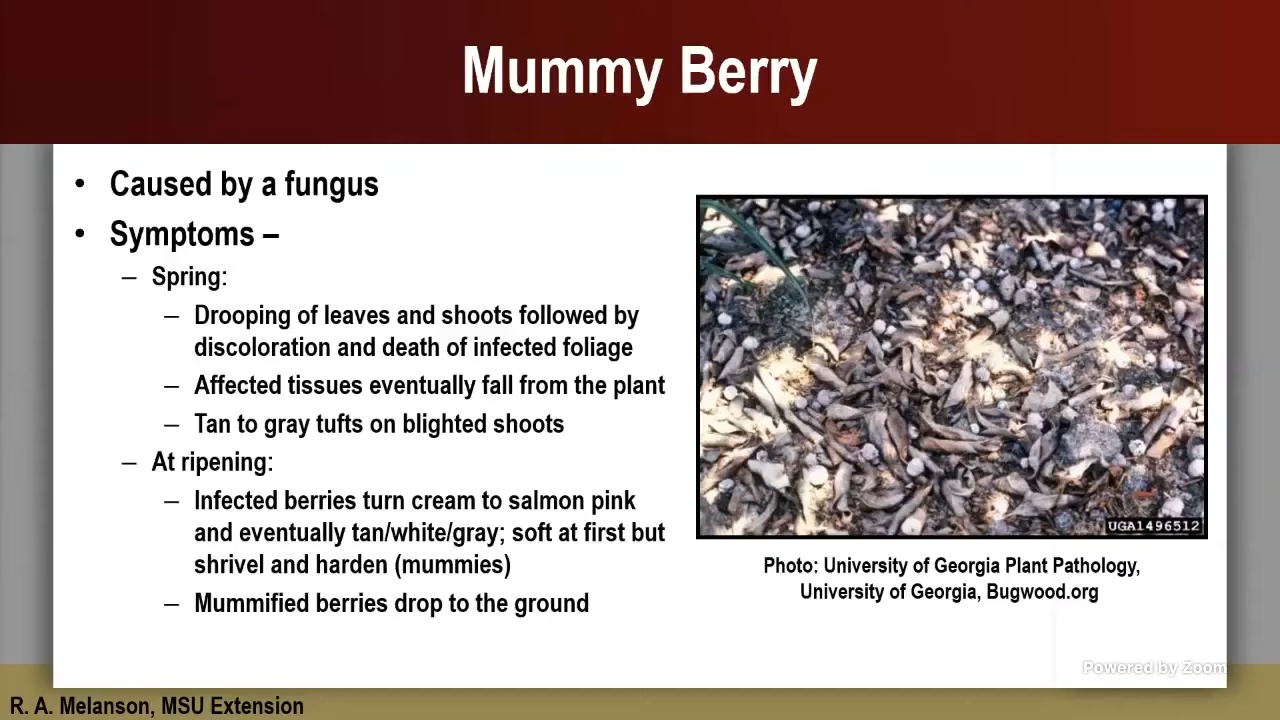 Mummy Berry
• Caused by a fungus
• Symptoms –
– Spring:
– Drooping of leaves and shoots followed by
discoloration and death of infected foliage
– Affected tissues eventually fall from the plant
– Tan to gray tufts on blighted shoots
– At ripening:
– Infected berries turn cream to salmon pink
and eventually tan/white/gray; soft at first but
shrivel and harden (mummies)
– Mummified berries drop to the ground
UGA1496512
Photo: University of Georgia Plant Pathology,
University of Georgia, Bugwood.org
Powered by Zoom
R. A. Melanson, MSU Extension